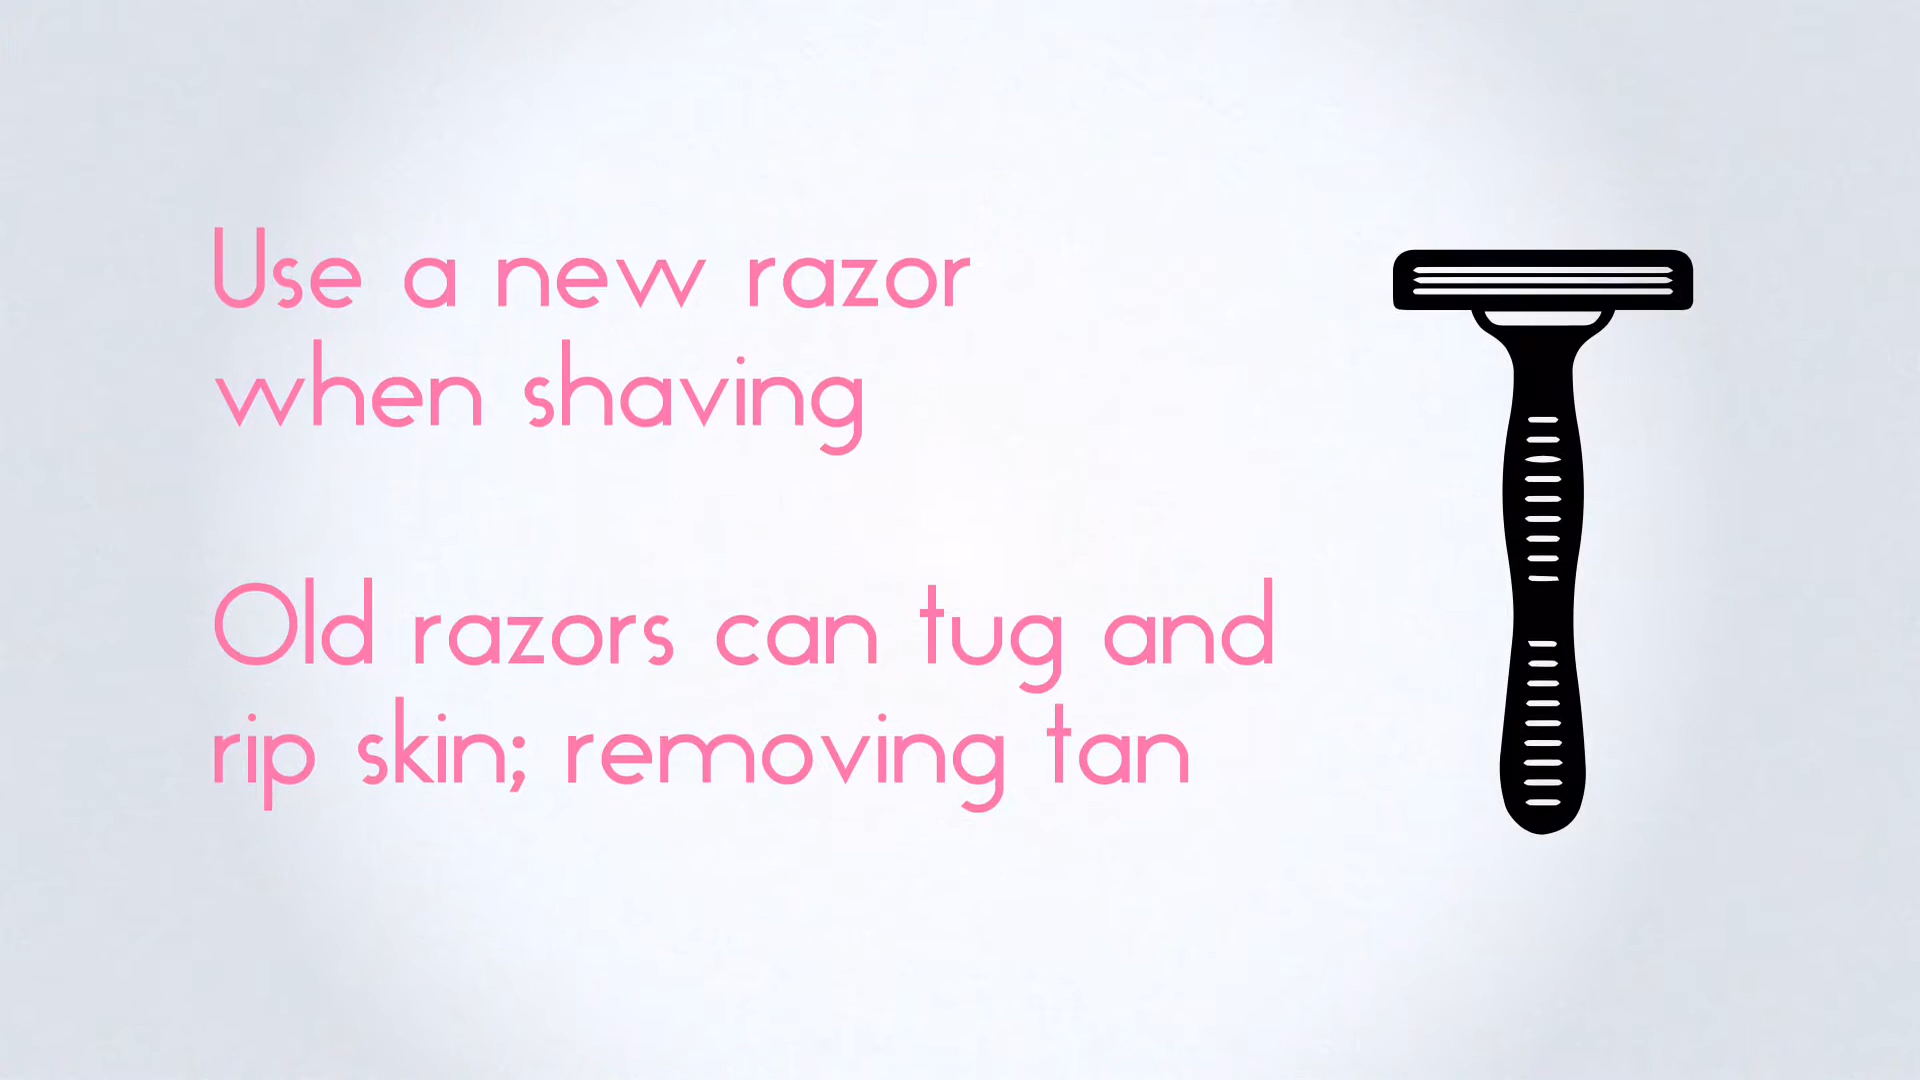 Use a new razor
when shaving
Old razors can tug and
rip skin; removing tan